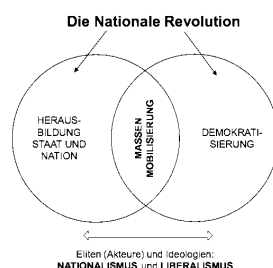 Die Nationale Revolution
HERAUS-
BILDUNG
STAAT UND
NATION
MASSEN
MOBILISIERUNG
DEMOKRATI-
SIERUNG
Eliten (Akteure) und Ideologien:
NATIONALISMUS und LIBERALISMUS